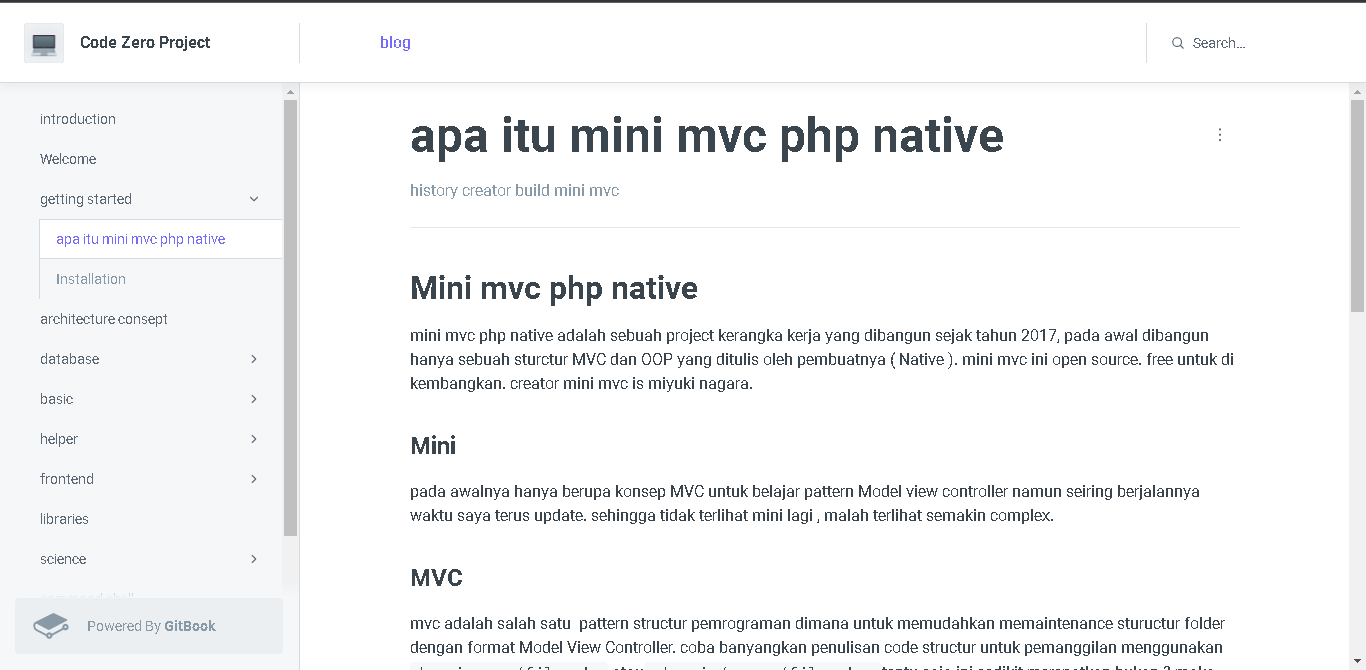 Code Zero Project
blog
Search...
introduction
Welcome
getting started
apa itu mini mvc php native
Installation
architecture consept
database
basic
helper
frontend
libraries
science
Powered By GitBook
apa itu mini mvc php native
history creator build mini mvc
Mini mvc php native
mini mvc php native adalah sebuah project kerangka kerja yang dibangun sejak tahun 2017, pada awal dibangun
hanya sebuah sturctur MVC dan OOP yang ditulis oleh pembuatnya ( Native ). mini mvc ini open source. free untuk di
kembangkan. creator mini mvc is miyuki nagara.
Mini
pada awalnya hanya berupa konsep MVC untuk belajar pattern Model view controller namun seiring berjalannya
waktu saya terus update. sehingga tidak terlihat mini lagi , malah terlihat semakin complex.
MVC
mvc adalah salah satu  pattern structur pemrograman dimana untuk memudahkan memaintenance stuructur folder
dengan format Model View Controller. coba banyangkan penulisan code structur untuk pemanggilan menggunakan